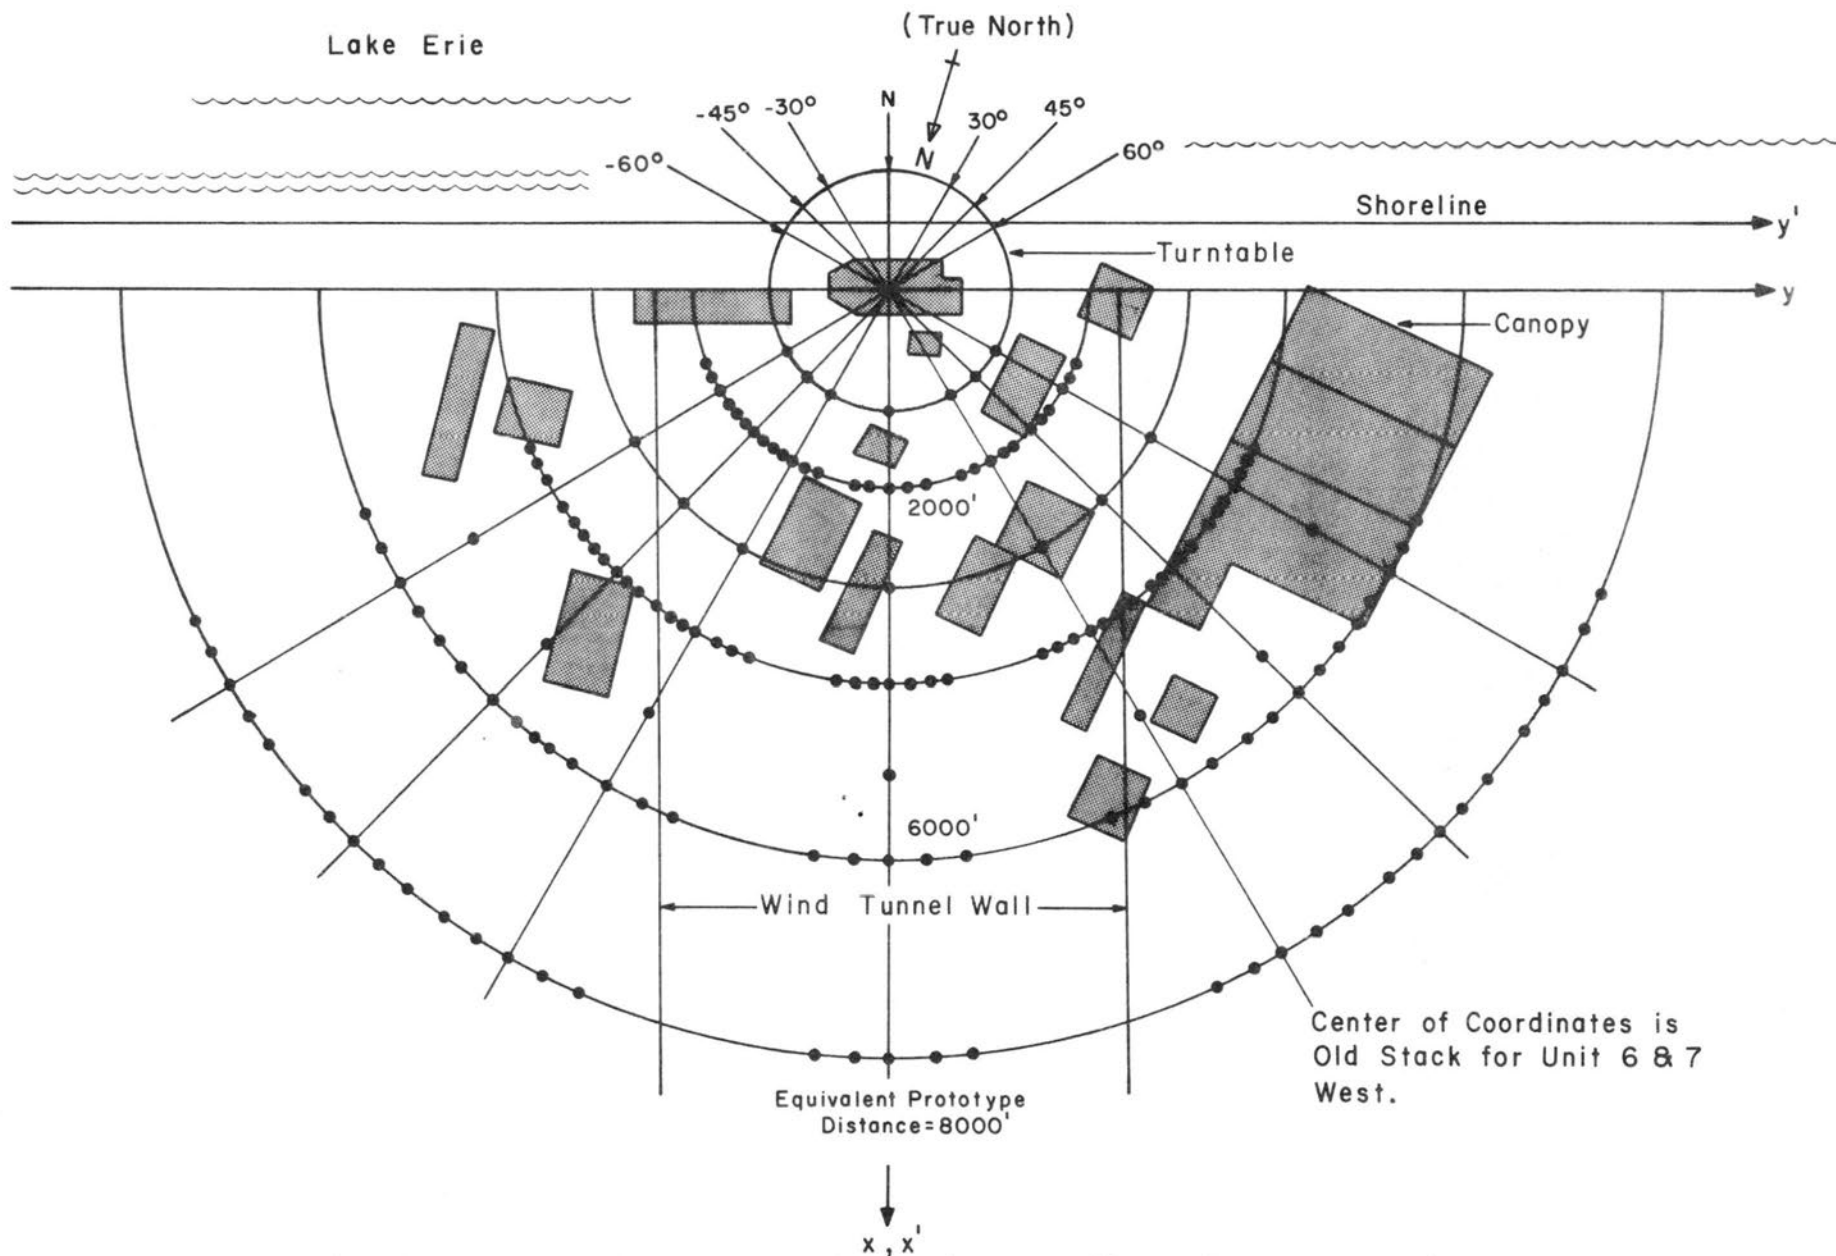 (True North)
Lake Erie
N
-45° -30°
30°
45°
N
-60°
60°
Shoreline
y'
Turntable
y
Canopy
2000'
6000'
Wind Tunnel Wall
Center of Coordinates is
Old Stack for Unit 6 & 7
West.
Equivalent Prototype
Distance=8000'
x, x'